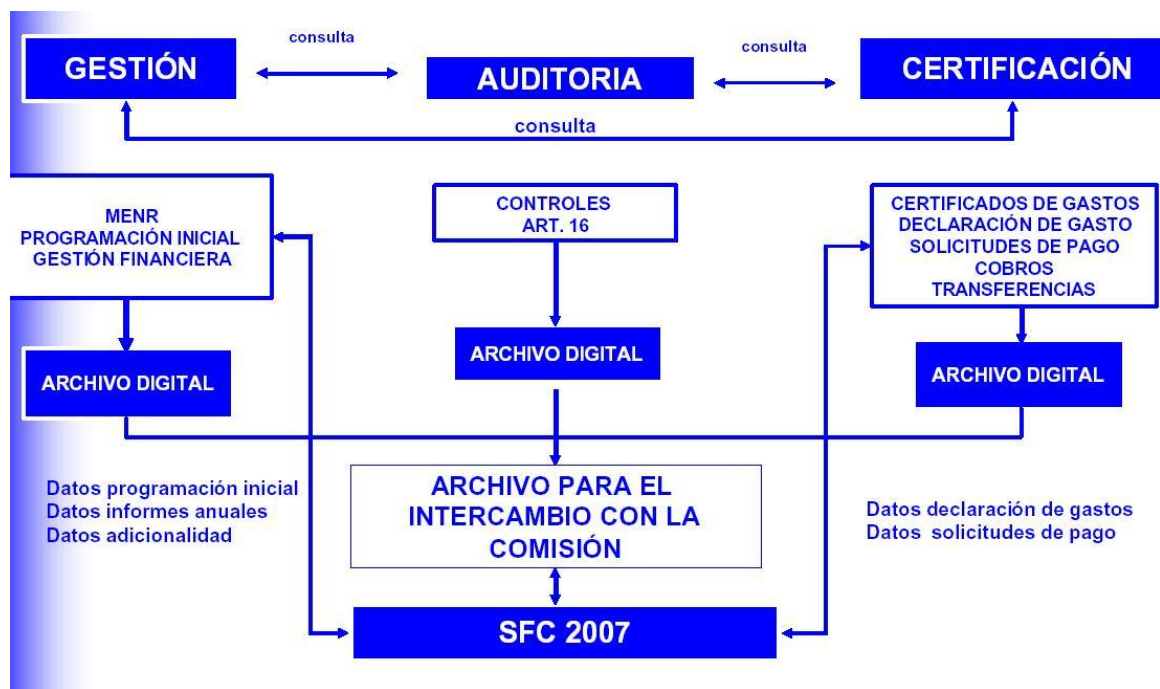 consulta
consulta
GESTIÓN
AUDITORIA
CERTIFICACIÓN
consulta
MENR
PROGRAMACIÓN INICIAL
GESTIÓN FINANCIERA
CONTROLES
ART. 16
CERTIFICADOS DE GASTOS
DECLARACIÓN DE GASTO
SOLICITUDES DE PAGO
COBROS
TRANSFERENCIAS
ARCHIVO DIGITAL
ARCHIVO DIGITAL
ARCHIVO DIGITAL
Datos programación inicial
Datos informes anuales
Datos adicionalidad
ARCHIVO PARA EL
INTERCAMBIO CON LA
COMISIÓN
Datos declaración de gastos
Datos solicitudes de pago
SFC 2007